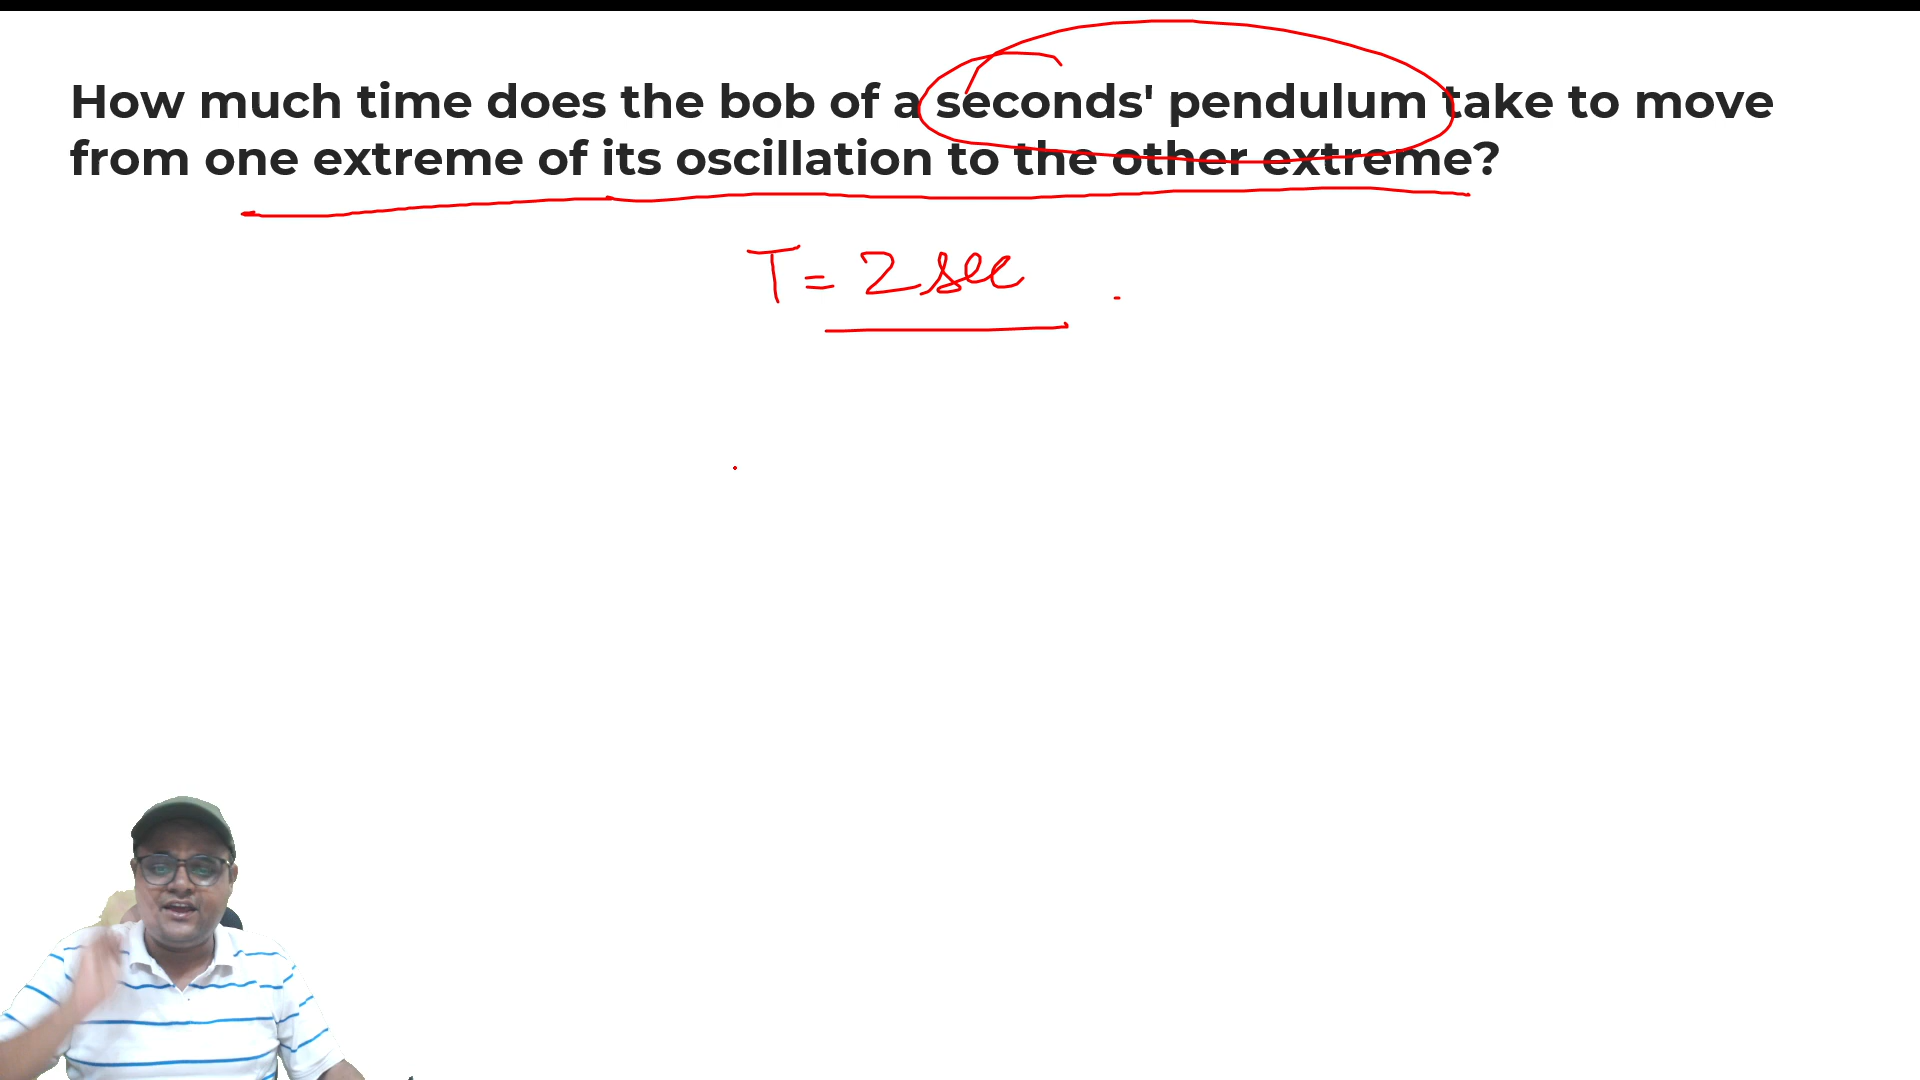 How much time does the bob of a seconds' pendulum take to move
from one extreme of its oscillation to the other extreme?
T = 2 sec